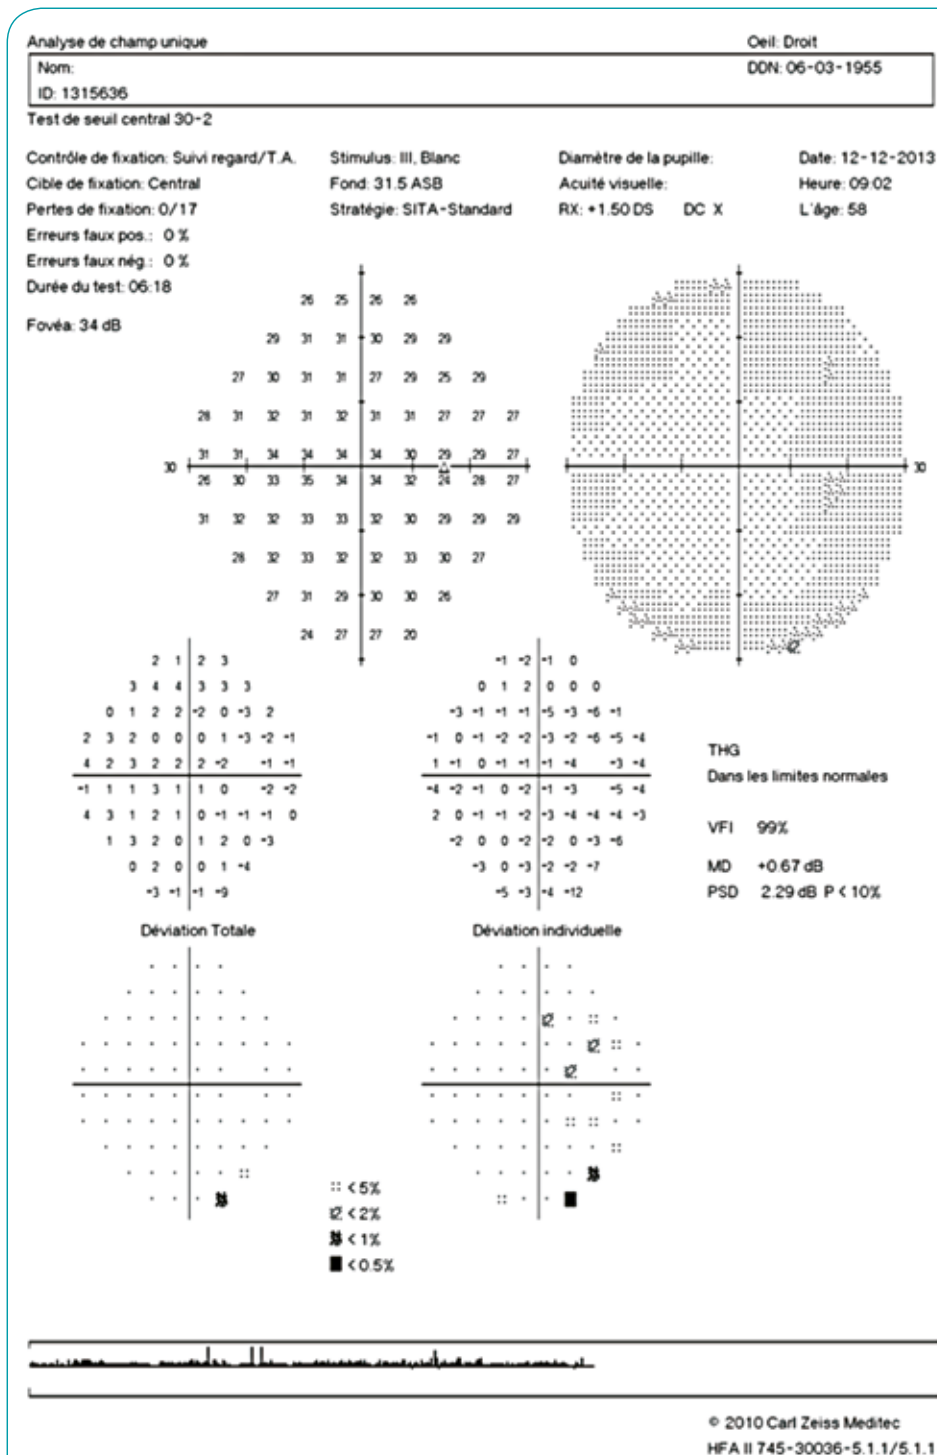 Analyse de champ unique Oeil: Droit
Nom: DDN: 06-03-1955
ID: 1315636
Test de seuil central 30-2
Contrôle de fixation: Suivi regard/T.A. Stimulus: III, Blanc Diamètre de la pupille: Date: 12-12-2013
Cible de fixation: Central Fond: 31.5 ASB Acuité visuelle: Heure: 09:02
Pertes de fixation: 0/17 Stratégie: SITA-Standard RX: +1.50 DS DC X L'âge: 58
Erreurs faux pos.: 0 %
Erreurs faux nég.: 0 %
Durée du test: 06:18
Fovéa: 34 dB
26 25 26 26
29 31 31 30 29 29
27 30 31 31 27 29 25 29
28 31 32 31 32 31 31 27 27 27
31 31 34 34 34 34 30 29 29 27
30 30
26 30 33 35 34 34 32 24 28 27
31 32 32 33 33 32 30 29 29 29
28 32 33 32 32 33 30 27
27 31 29 30 30 26
24 27 27 20
2 1 2 3 -1 -2 -1 0
3 4 4 3 3 3 0 1 2 0 0 0
0 1 2 2 -2 0 -3 2 -3 -1 -1 -1 -5 -3 -6 -1
2 3 2 0 0 0 1 -3 -2 -1 -1 0 -1 -2 -2 -3 -2 -6 -5 -4
4 2 3 2 2 2 -2 -1 -1 1 -1 0 -1 -1 -1 -4 -3 -4
-1 1 1 3 1 1 0 -2 -2 -4 -2 -1 0 -2 -1 -3 -5 -4
4 3 1 2 1 0 -1 -1 -1 0 2 0 -1 -1 -2 -3 -4 -4 -4 -3
1 3 2 0 1 2 0 -3 -2 0 0 -2 -2 0 -3 -6
0 2 0 0 1 -4 -3 0 -3 -2 -2 -7
-3 -1 -1 -9 -5 -3 -4 -12
THG
Dans les limites normales
VFI 99%
MD +0.67 dB
PSD 2.29 dB P < 10%
Déviation Totale Déviation individuelle
< 5%
< 2%
< 1%
< 0.5%
© 2010 Carl Zeiss Meditec
HFA II 745-30036-5.1.1/5.1.1